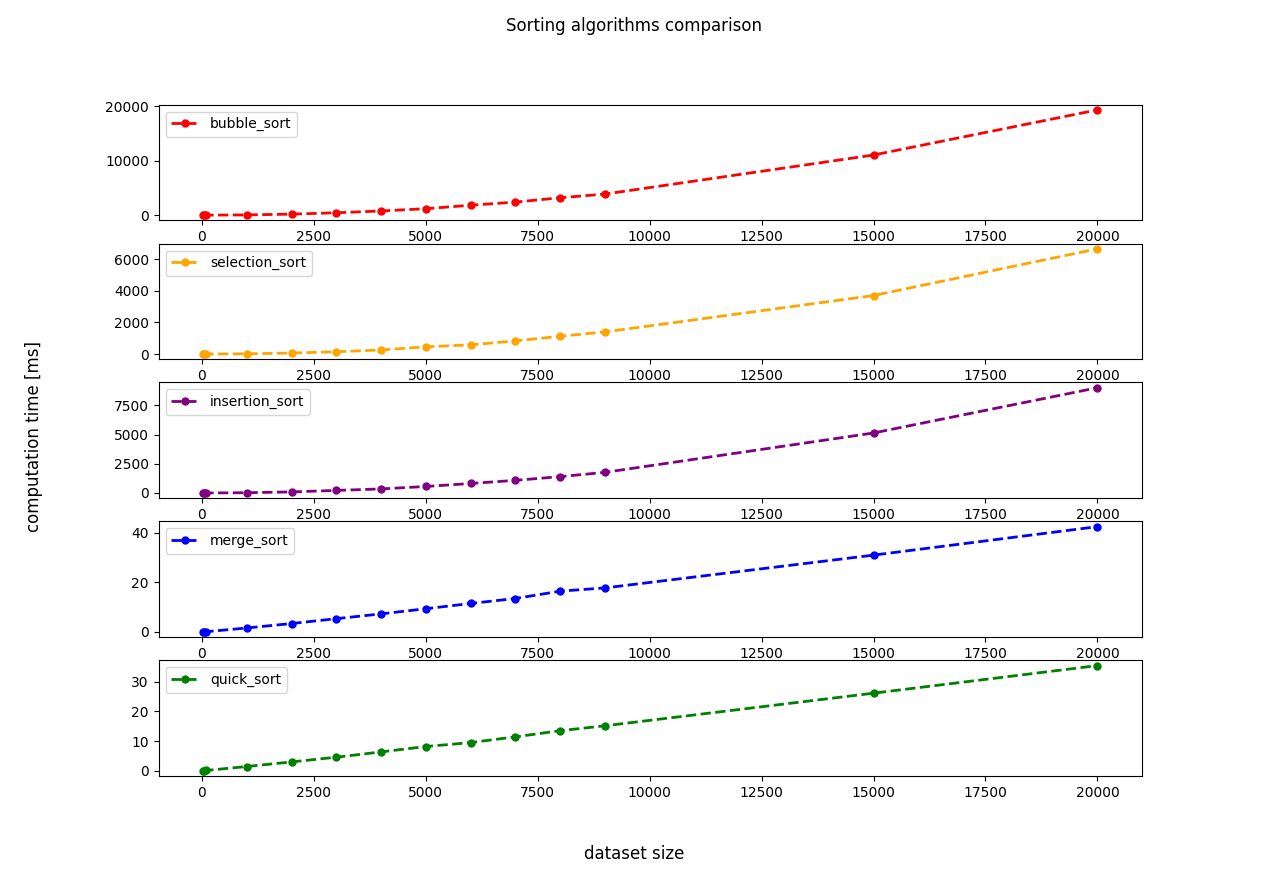 Sorting algorithms comparison
20000
10000
0
bubble_sort
0 2500 5000 7500 10000 12500 15000 17500 20000
6000
4000
2000
0
selection_sort
0 2500 5000 7500 10000 12500 15000 17500 20000
7500
5000
2500
0
insertion_sort
0 2500 5000 7500 10000 12500 15000 17500 20000
40
20
0
merge_sort
0 2500 5000 7500 10000 12500 15000 17500 20000
30
20
10
0
quick_sort
0 2500 5000 7500 10000 12500 15000 17500 20000
computation time [ms]
dataset size